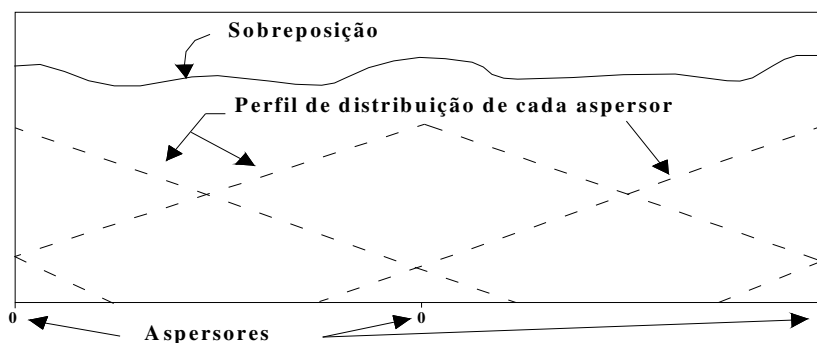 Sobreposição
Perfil de distribuição de cada aspersor
0
0
Aspersores